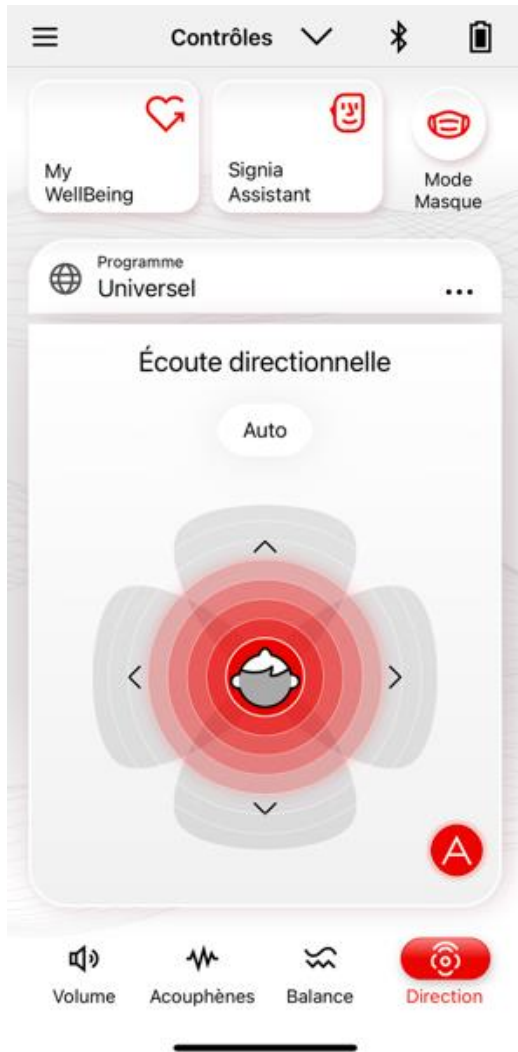 Contrôles
My
WellBeing
Signia
Assistant
Mode
Masque
Programme
Universel
...
Écoute directionnelle
Auto
A
Volume
Acouphènes
Balance
Direction